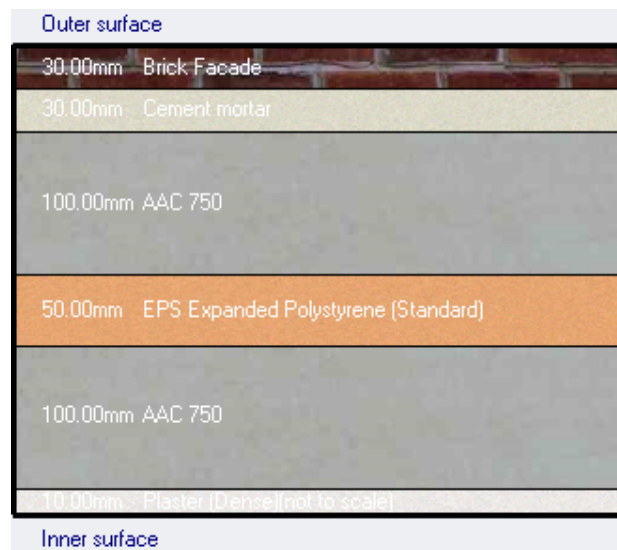 Outer surface
30.00mm Brick Facade
30.00mm Cement mortar
100.00mm AAC 750
50.00mm EPS Expanded Polystyrene (Standard)
100.00mm AAC 750
10.00mm Plaster (Dense)(not to scale)
Inner surface